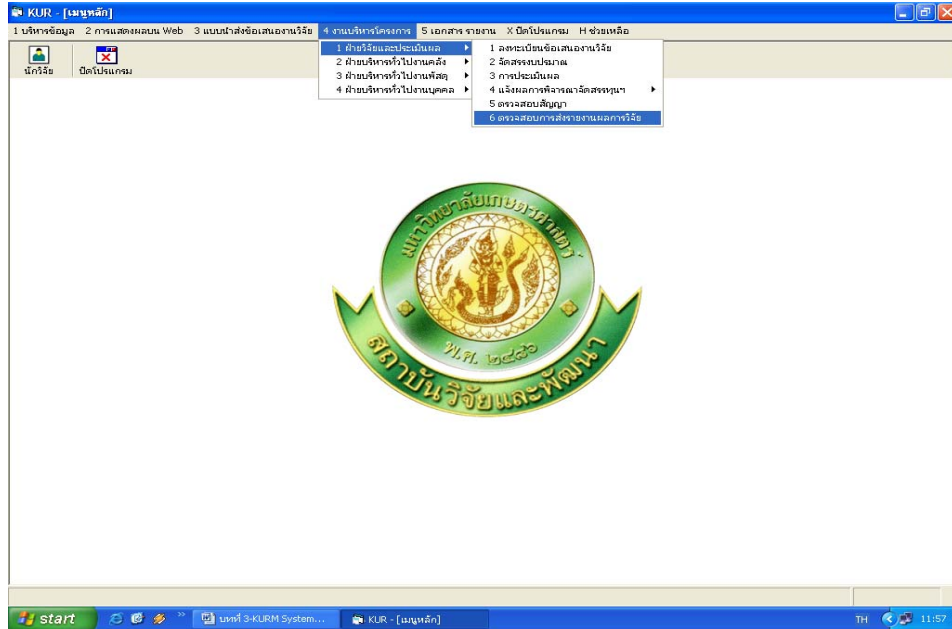 KUR - [เมนูหลัก]
1 บริหารข้อมูล 2 การแสดงผลบน Web 3 แบบนำส่งข้อเสนองานวิจัย 4 งานบริหารโครงการ 5 เอกสาร รายงาน X ปิดโปรแกรม H ช่วยเหลือ
นักวิจัย ปิดโปรแกรม
1 ฝ่ายวิจัยและประเมินผล
2 ฝ่ายบริหารทั่วไปงานคลัง
3 ฝ่ายบริหารทั่วไปงานพัสดุ
4 ฝ่ายบริหารทั่วไปงานบุคคล
1 ลงทะเบียนข้อเสนองานวิจัย
2 จัดสรรงบประมาณ
3 การประเมินผล
4 แจ้งผลการพิจารณาจัดสรรทุนฯ
5 ตรวจสอบสัญญา
6 ตรวจสอบการส่งรายงานผลการวิจัย
มหาวิทยาลัยเกษตรศาสตร์
พ.ศ. ๒๔๘๖
สถาบันวิจัยและพัฒนา
start บทที่ 3-KURM System... KUR - [เมนูหลัก] TH 11:57